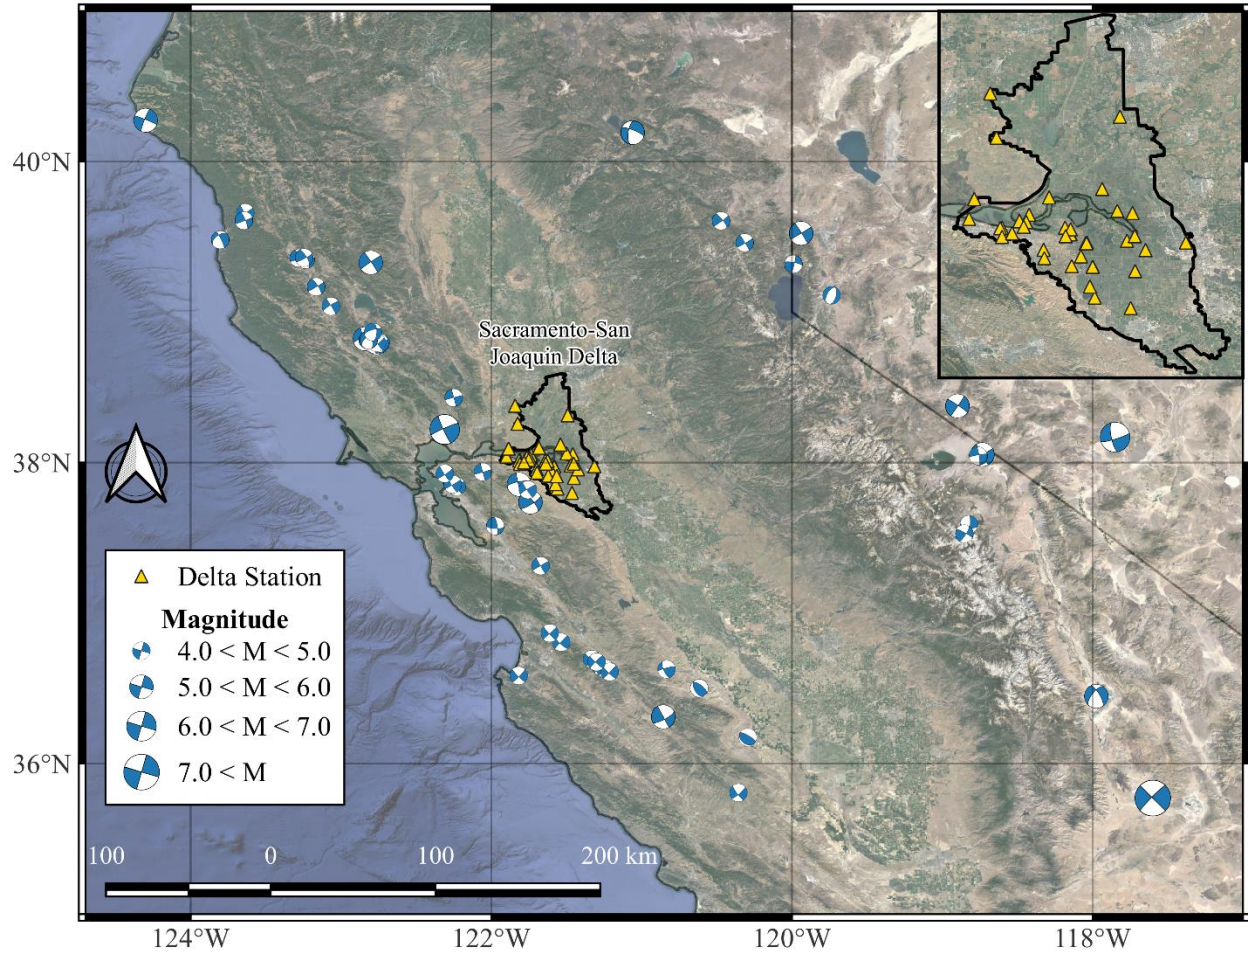 40°N
38°N
36°N
Sacramento-San
Joaquin Delta
Delta Station
Magnitude
4.0 < M < 5.0
5.0 < M < 6.0
6.0 < M < 7.0
7.0 < M
100 0 100 200 km
124°W 122°W 120°W 118°W